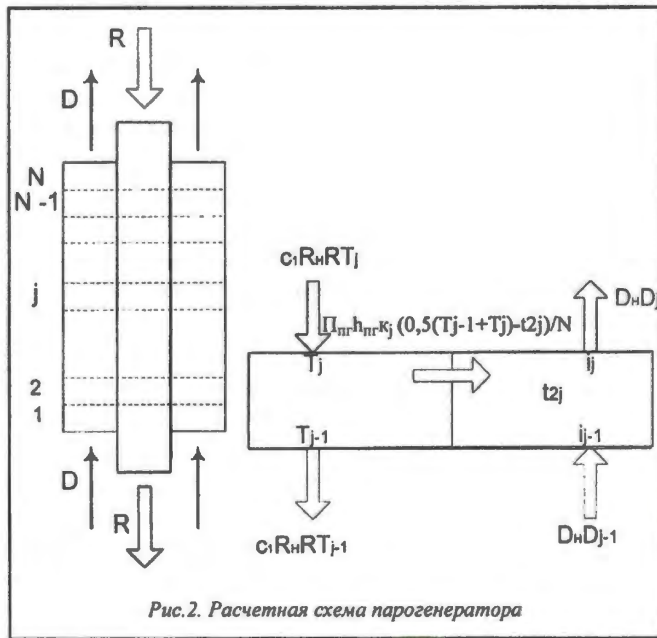 R
D
N
N-1
j
2
1
D
R
c₁RнRTⱼ
DнDⱼ
Ппгhпгкⱼ (0,5(Tj-1+Tj)-t2j)/N
Tⱼ
iⱼ
t₂ⱼ
Tⱼ₋₁
iⱼ₋₁
c₁RнRTⱼ₋₁
DнDⱼ₋₁
Рис.2. Расчетная схема парогенератора